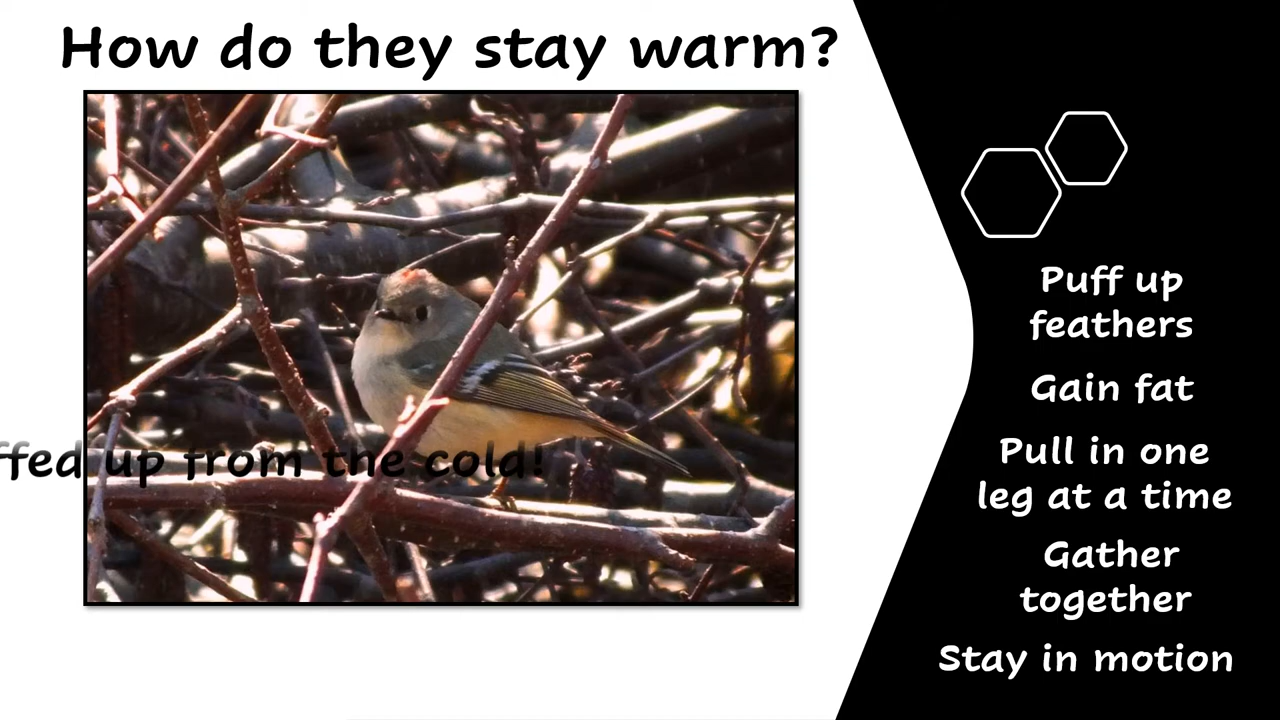 How do they stay warm?
up from the cold!
Puff up
feathers
Gain fat
Pull in one
leg at a time
Gather
together
Stay in motion